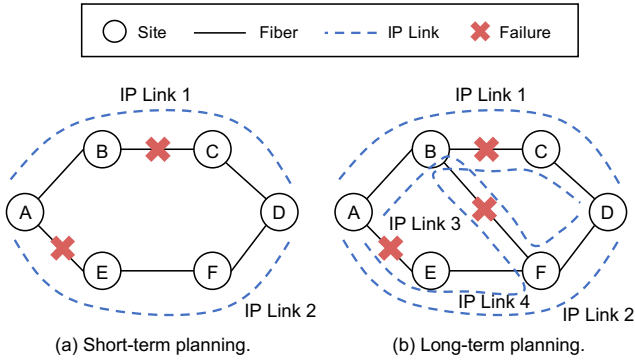 Site Fiber IP Link Failure
IP Link 1 IP Link 1
B C B C
A D A D
IP Link 3
E F E F
IP Link 4
IP Link 2 IP Link 2
(a) Short-term planning. (b) Long-term planning.